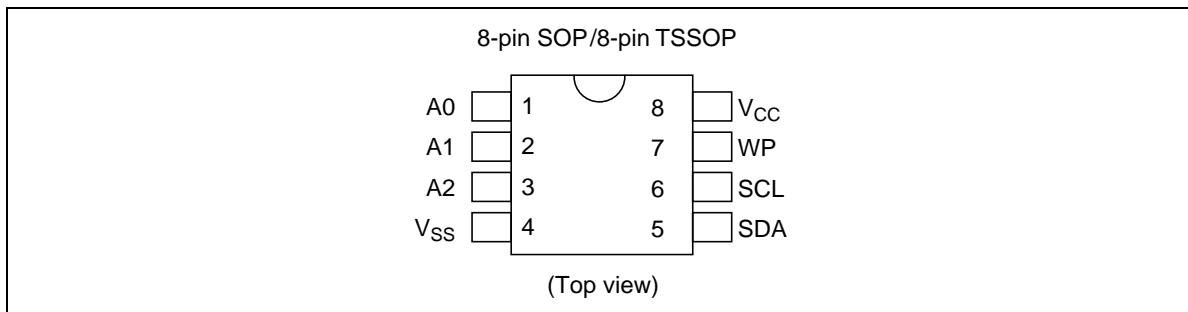 8-pin SOP/8-pin TSSOP
A0 1 8 VCC
A1 2 7 WP
A2 3 6 SCL
VSS 4 5 SDA
(Top view)